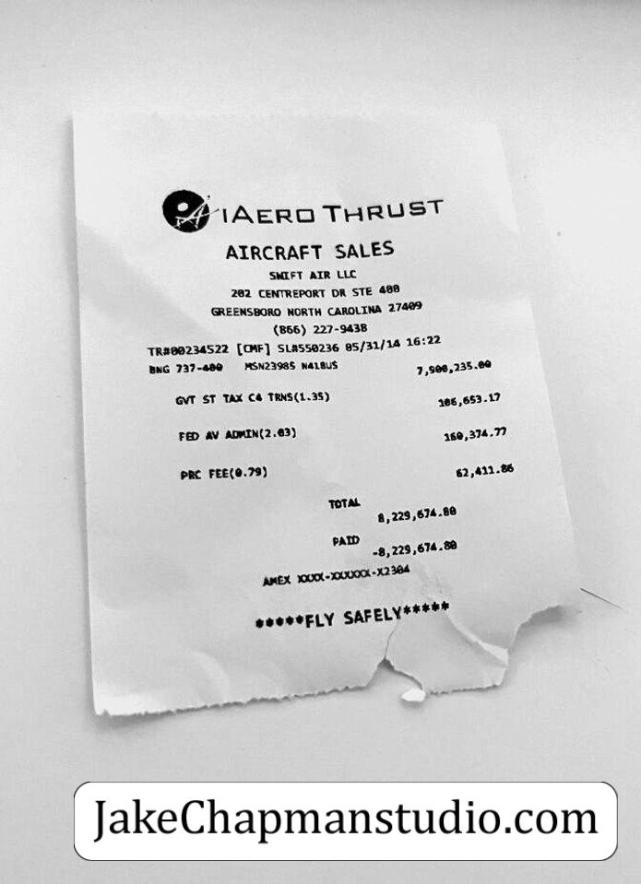 IAERO THRUST
AIRCRAFT SALES
SWIFT AIR LLC
202 CENTREPORT DR STE 400
GREENSBORO NORTH CAROLINA 27409
(866) 227-9438
TR#00234522 [CMF] SL#550236 05/31/14 16:22
BNG 737-400 MSN23985 N418US 7,900,235.00
GVT ST TAX C4 TRNS(1.35) 106,653.17
FED AV ADMIN(2.03) 160,374.77
PRC FEE(0.79) 62,411.86
TOTAL
8,229,674.80
PAID
-8,229,674.80
AMEX XXXX-XXXXXX-X2304
*****FLY SAFELY*****
JakeChapmanstudio.com